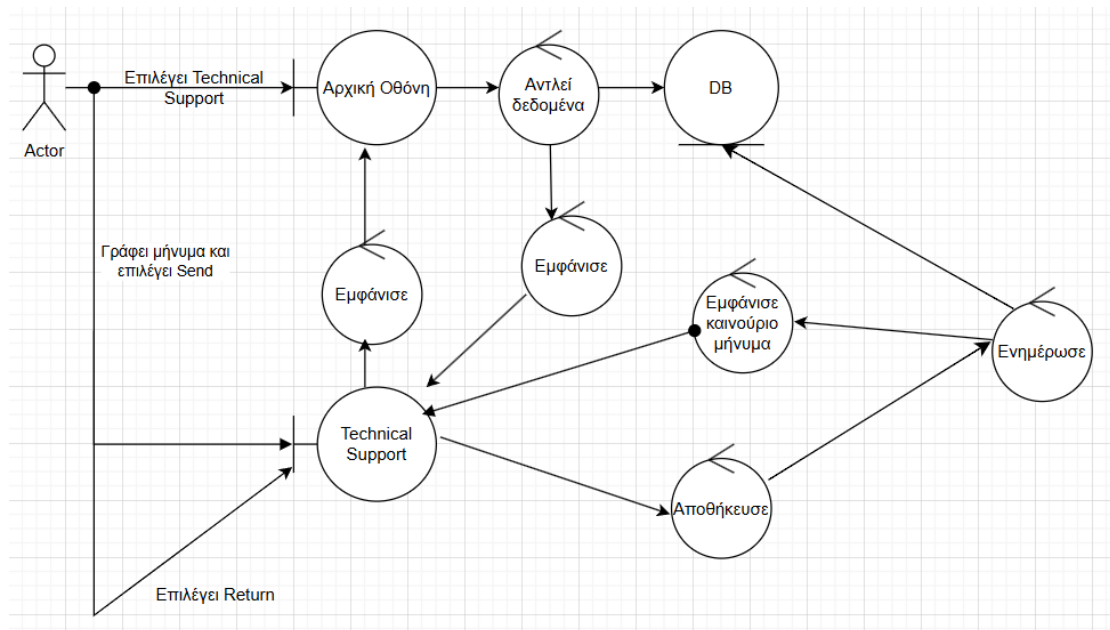 Επιλέγει Technical
Support
Αρχική Οθόνη
Αντλεί
δεδομένα
DB
Actor
Γράφει μήνυμα και
επιλέγει Send
Εμφάνισε
Εμφάνισε
Εμφάνισε
καινούριο
μήνυμα
Ενημέρωσε
Technical
Support
Αποθήκευσε
Επιλέγει Return